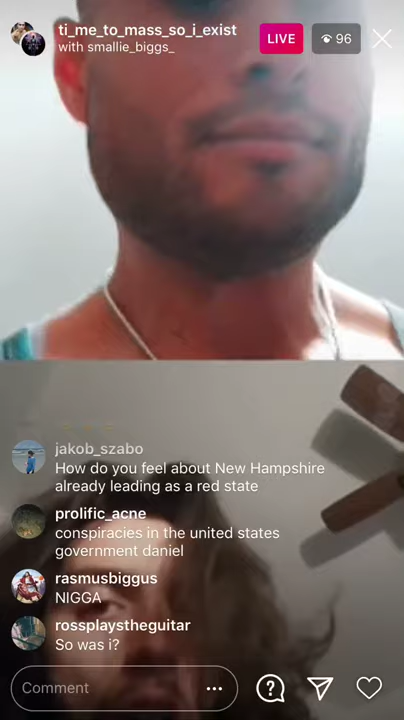 ti_me_to_mass_so_i_exist
LIVE
96
with smallie_biggs_
jakob_szabo
How do you feel about New Hampshire
already leading as a red state
prolific_acne
conspiracies in the united states
government daniel
rasmusbiggus
NIGGA
rossplaystheguitar
So was i?
Comment